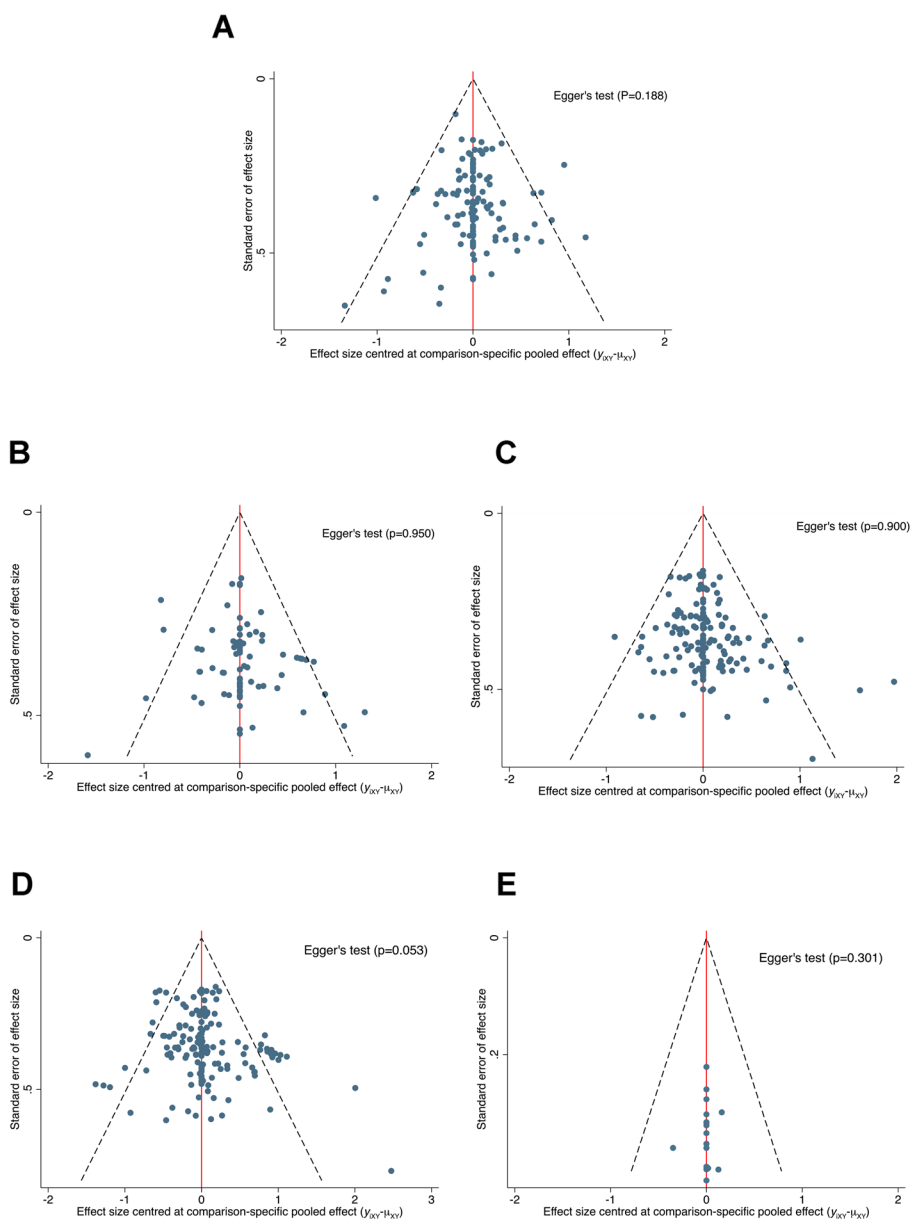 A
Egger's test (P=0.188)
Standard error of effect size
0
.5
-2 -1 0 1 2
Effect size centred at comparison-specific pooled effect (yiXY-μXY)
B
Egger's test (p=0.950)
Standard error of effect size
0
.5
-2 -1 0 1 2
Effect size centred at comparison-specific pooled effect (yiXY-μXY)
C
Egger's test (p=0.900)
Standard error of effect size
0
.5
-2 -1 0 1 2
Effect size centred at comparison-specific pooled effect (yiXY-μXY)
D
Egger's test (p=0.053)
Standard error of effect size
0
.5
-2 -1 0 1 2 3
Effect size centred at comparison-specific pooled effect (yiXY-μXY)
E
Egger's test (p=0.301)
Standard error of effect size
0
.2
-2 -1 0 1 2
Effect size centred at comparison-specific pooled effect (yiXY-μXY)